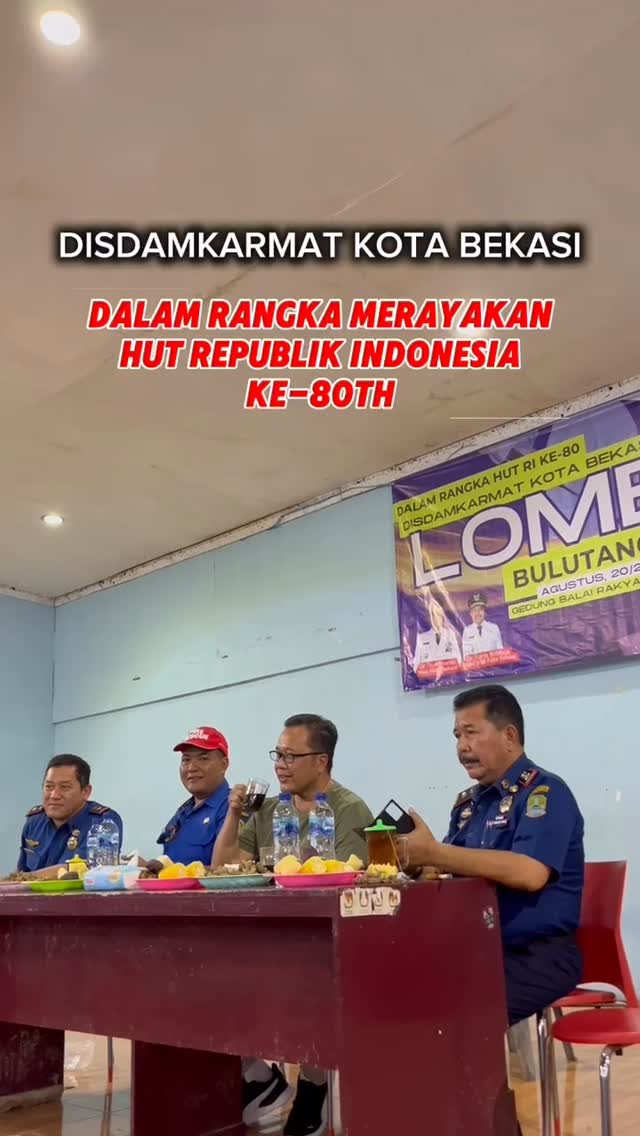 DISDAMKARMAT KOTA BEKASI
DALAM RANGKA MERAYAKAN
HUT REPUBLIK INDONESIA
KE-80TH
DALAM RANGKA HUT RI KE-80
DISDAMKARMAT KOTA BEKAS
LOMB
BULUTANG
AGUSTUS, 20/2
GEDUNG BALAI RAKYA